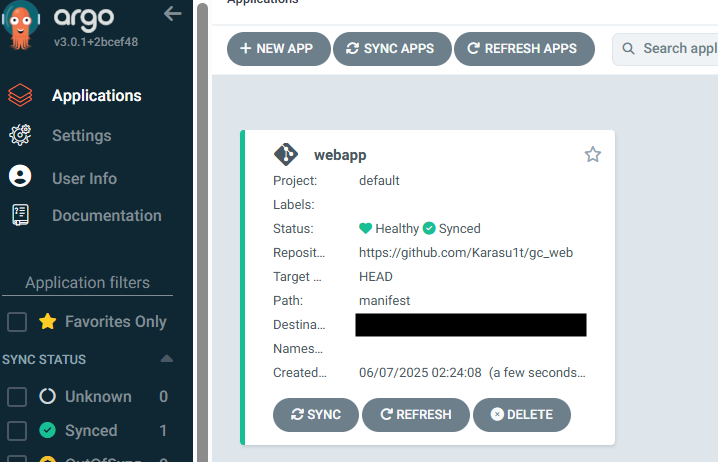 argo
v3.0.1+2bcef48
Applications
Settings
User Info
Documentation
Application filters
Favorites Only
SYNC STATUS
Unknown 0
Synced 1
Applications
NEW APP SYNC APPS REFRESH APPS Search appl
webapp
Project: default
Labels:
Status: Healthy Synced
Reposit... https://github.com/Karasu1t/gc_web
Target ... HEAD
Path: manifest
Destina...
Names...
Created... 06/07/2025 02:24:08 (a few seconds...
SYNC REFRESH DELETE